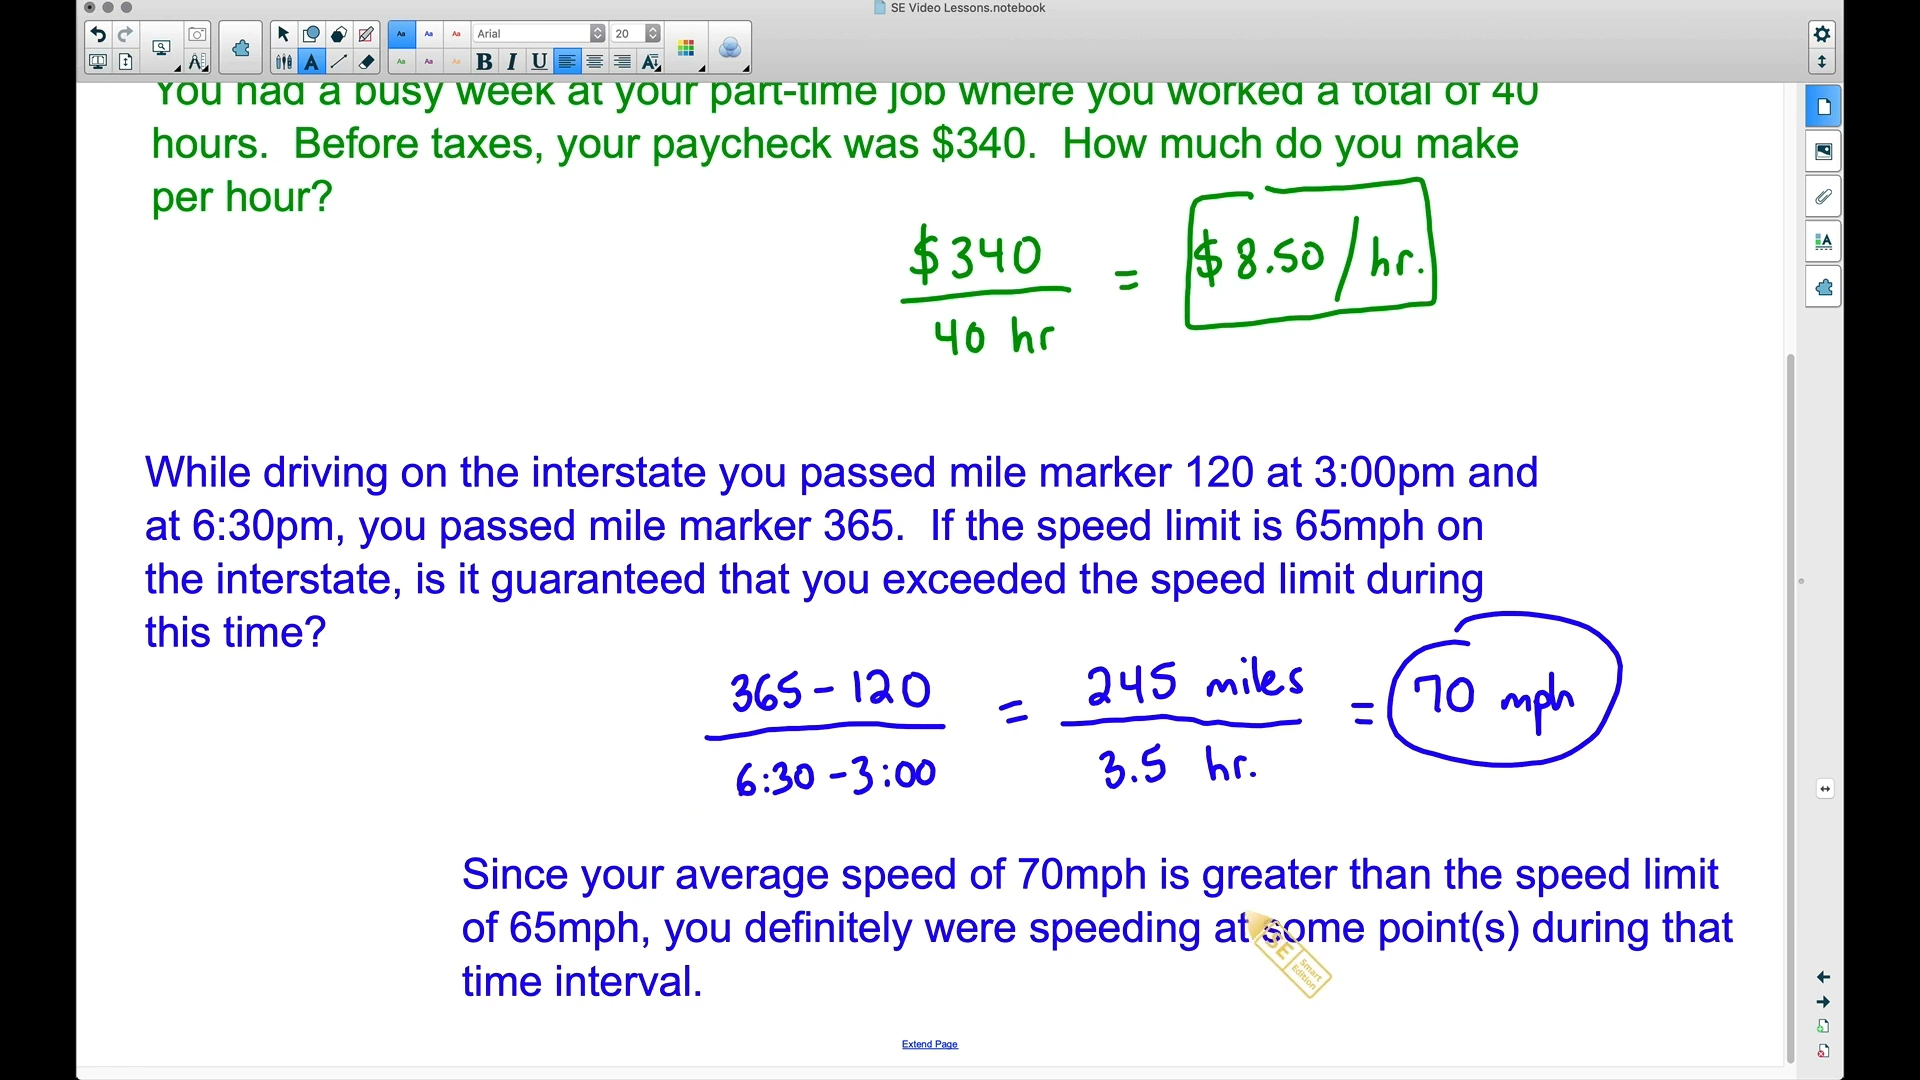 SE Video Lessons.notebook
Arial
20
You had a busy week at your part-time job where you worked a total of 40
hours.  Before taxes, your paycheck was $340.  How much do you make
per hour?
$340 / 40 hr = $8.50/hr.
While driving on the interstate you passed mile marker 120 at 3:00pm and
at 6:30pm, you passed mile marker 365.  If the speed limit is 65mph on
the interstate, is it guaranteed that you exceeded the speed limit during
this time?
365-120 = 245 miles = 70 mph
6:30-3:00 3.5 hr.
Since your average speed of 70mph is greater than the speed limit
of 65mph, you definitely were speeding at some point(s) during that
time interval.
SE Smart Edition
Extend Page